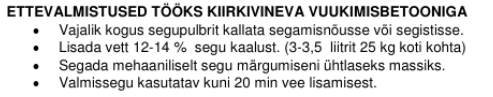 ETTEVALMISTUSED TÖÖKS KIIRKIVINEVA VUUKIMISBETOONIGA
• Vajalik kogus segupulbrit kallata segamisnõusse või segistisse.
• Lisada vett 12-14 % segu kaalust. (3-3,5 liitrit 25 kg koti kohta)
• Segada mehaaniliselt segu märgumiseni ühtlaseks massiks.
• Valmissegu kasutatav kuni 20 min vee lisamisest.